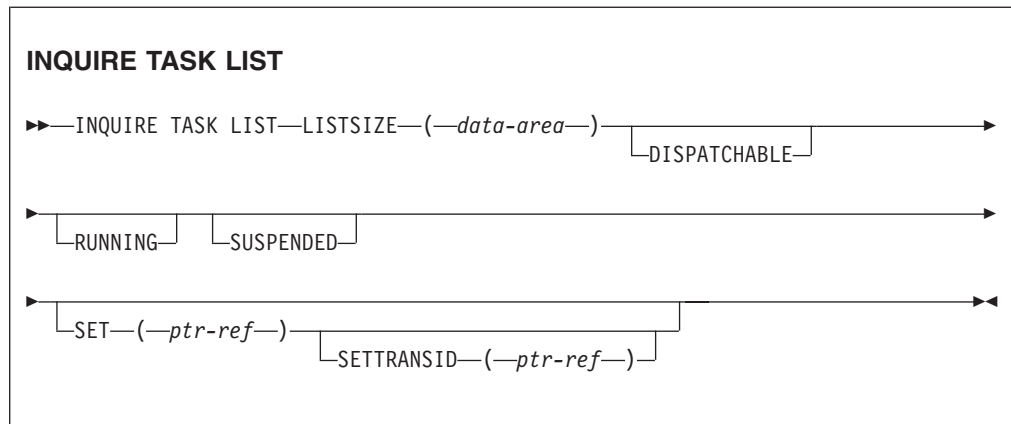 INQUIRE TASK LIST
INQUIRE TASK LIST LISTSIZE ( data-area )
DISPATCHABLE
RUNNING SUSPENDED
SET ( ptr-ref )
SETTRANSID ( ptr-ref )